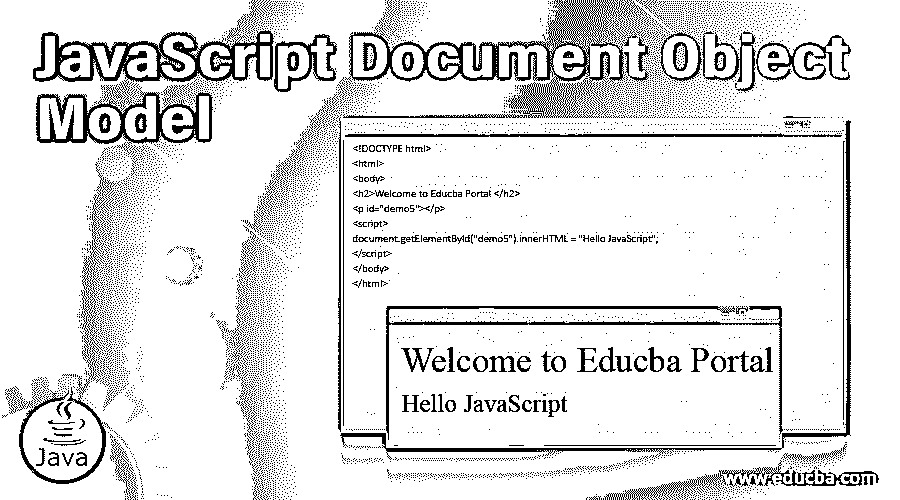 JavaScript Document Object
Model
<!DOCTYPE html>
<html>
<body>
<h2>Welcome to Educba Portal </h2>
<p id="demo5"></p>
<script>
document.getElementById("demo5").innerHTML = "Hello JavaScript";
</script>
</body>
</html>
Welcome to Educba Portal
Hello JavaScript
Java
www.educba.com